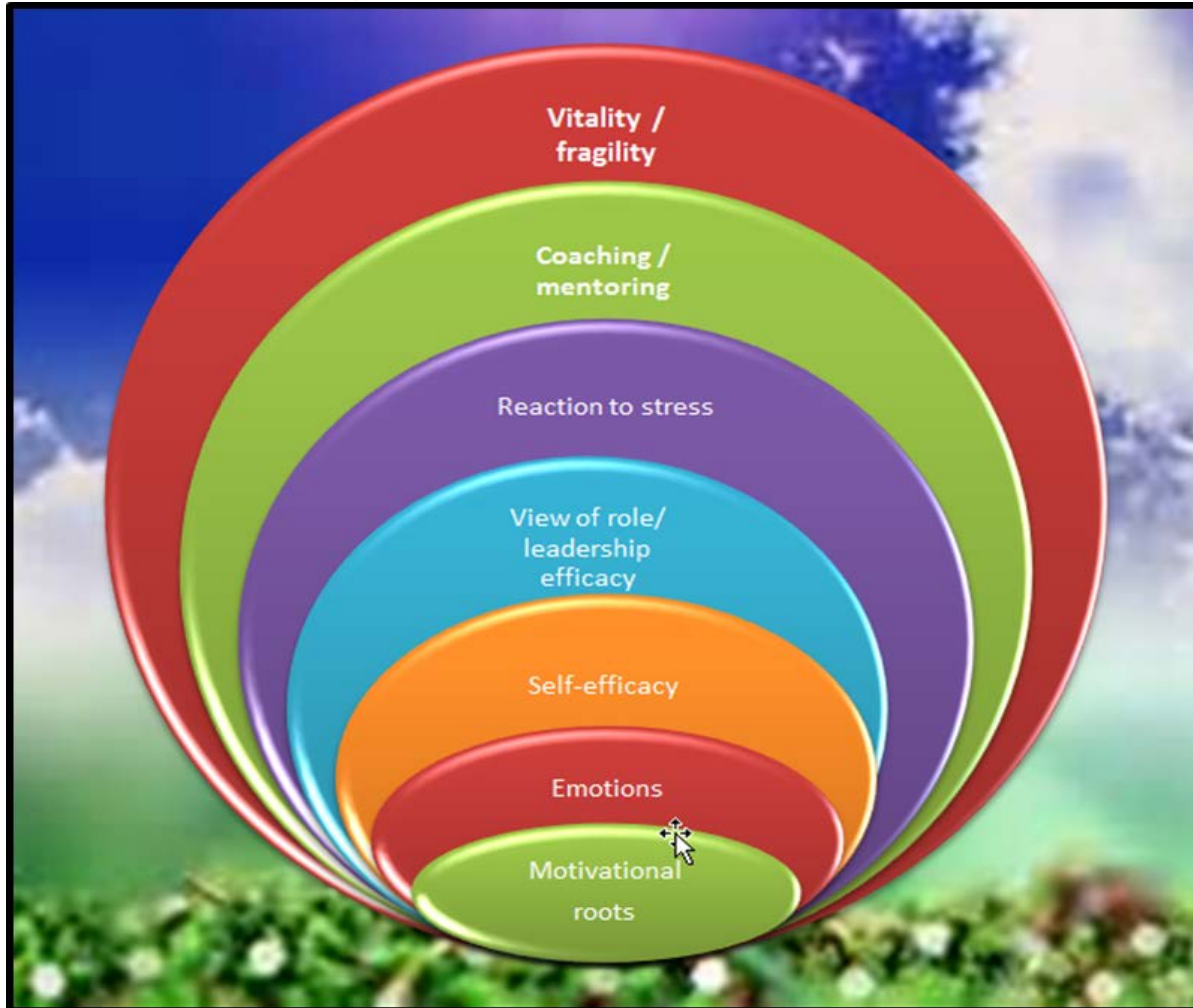 Vitality /
fragility
Coaching /
mentoring
Reaction to stress
View of role/
leadership
efficacy
Self-efficacy
Emotions
Motivational
roots